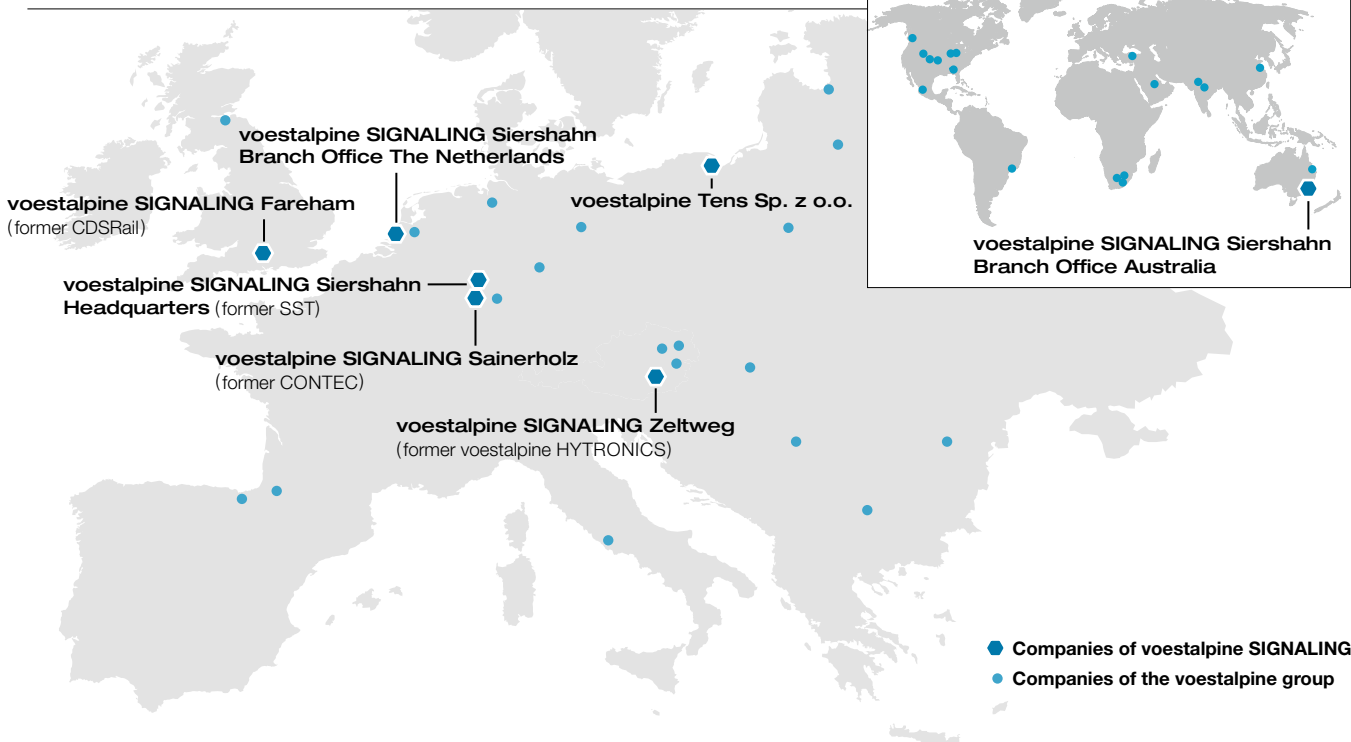 voestalpine SIGNALING Siershahn
Branch Office The Netherlands
voestalpine SIGNALING Fareham
(former CDSRail)
voestalpine Tens Sp. z o.o.
voestalpine SIGNALING Siershahn
Branch Office Australia
voestalpine SIGNALING Siershahn
Headquarters (former SST)
voestalpine SIGNALING Sainerholz
(former CONTEC)
voestalpine SIGNALING Zeltweg
(former voestalpine HYTRONICS)
Companies of voestalpine SIGNALING
Companies of the voestalpine group